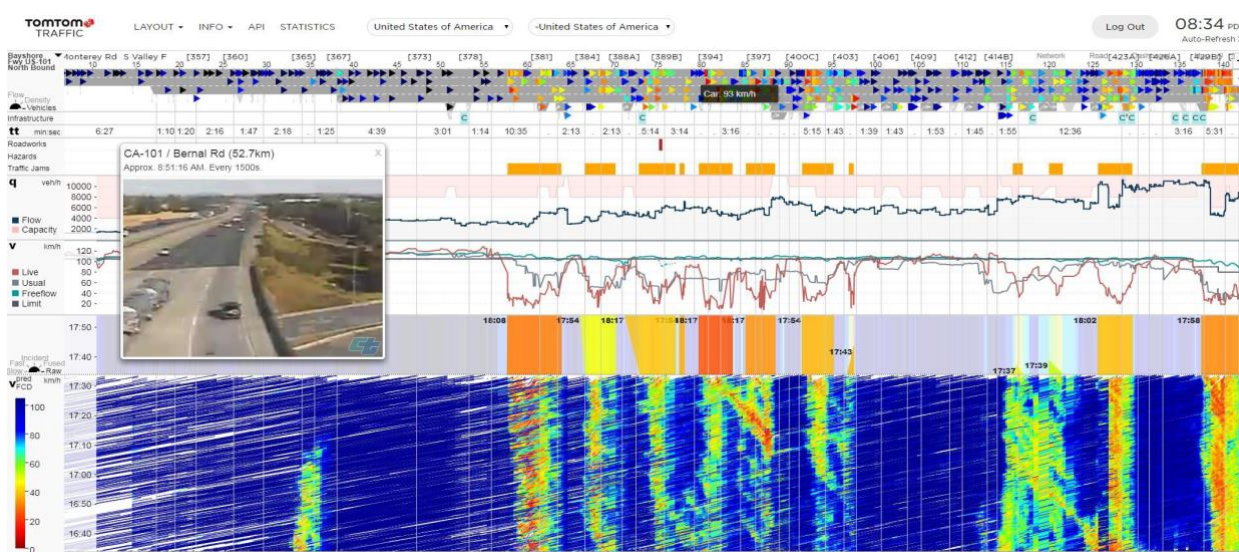 TOMTOM TRAFFIC LAYOUT INFO API STATISTICS United States of America -United States of America Log Out 08:34
Auto-Refresh
Bayshore Fwy US-101 North Bound
Monterey Rd S Valley F [357] [360] [365] [367] [373] [378] [381] [384] [388A] [389B] [394] [397] [400C] [403] [406] [409] [412] [414B] Network [423A]
10 15 20 25 30 35 40 45 50 55 60 65 70 75 80 85 90 95 100 105 110 115 120 125 130 135 140
Flow Density
Vehicles
Car: 93 km/h
Infrastructure C C C C C C C
tt min:sec 6:27 1:10 1:20 2:16 1:47 2:18 1:25 4:39 3:01 1:14 10:35 2:13 2:13 5:14 3:14 3:16 5:15 1:43 1:39 1:43 1:53 1:45 1:55 12:36 3:16 5:31
Roadworks
Hazards
Traffic Jams
CA-101 / Bernal Rd (52.7km) x
Approx. 8:51:16 AM. Every 1500s.
q veh/h
10000
8000
6000
4000
2000
Flow
Capacity
v km/h
120
100
80
60
40
20
Live
Usual
Freeflow
Limit
17:50
17:40
Incident
Fast Fused
Slow Raw
18:08 17:54 18:17 18:17 18:17 17:54 17:43 17:37 17:39 18:02 17:58
v pred FCD km/h
100
80
60
40
20
0
17:30
17:20
17:10
17:00
16:50
16:40